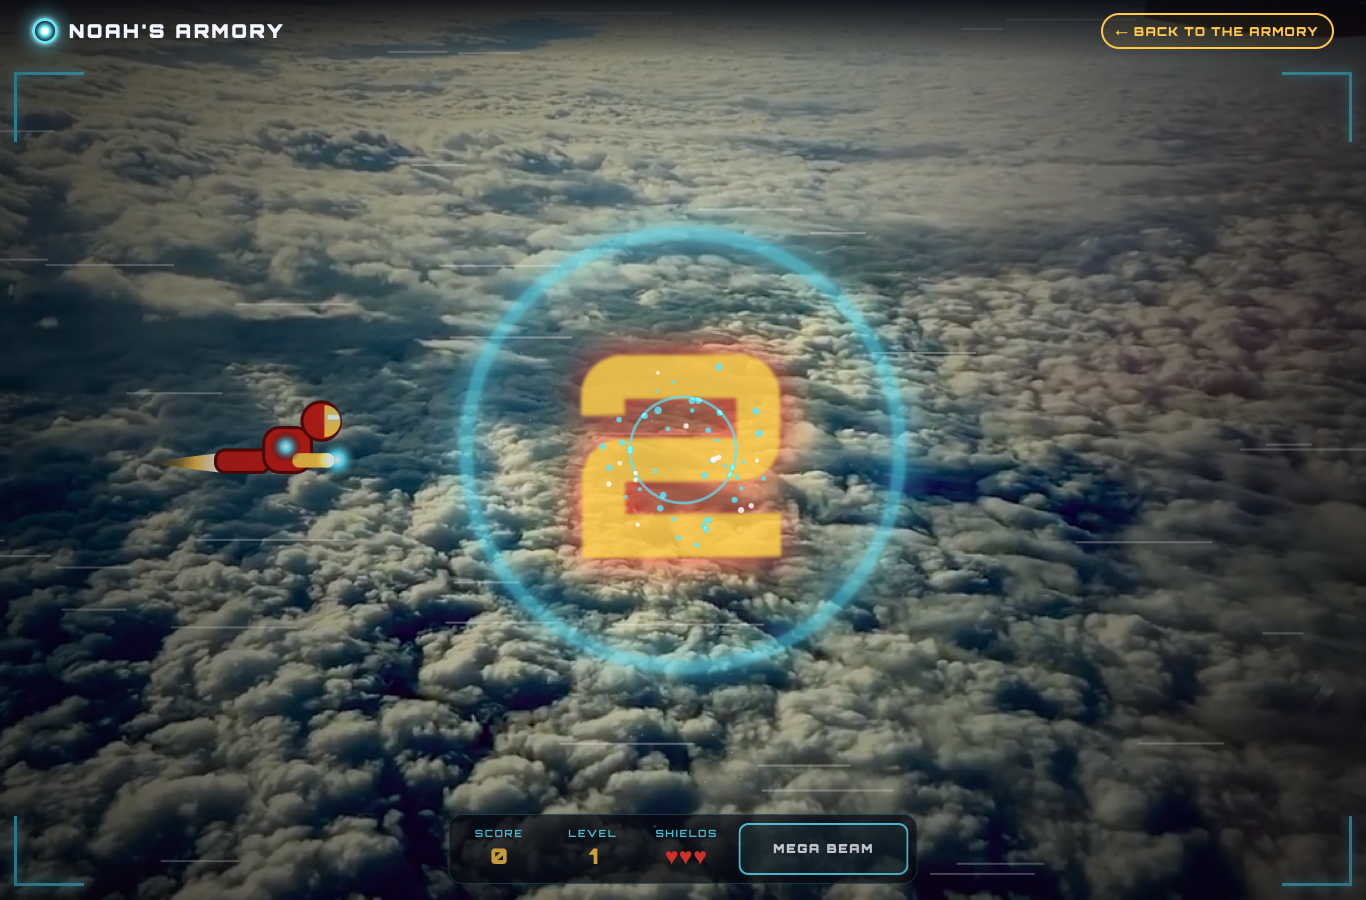 NOAH'S ARMORY
← BACK TO THE ARMORY
2
SCORE
0
LEVEL
1
SHIELDS
♥♥♥
MEGA BEAM